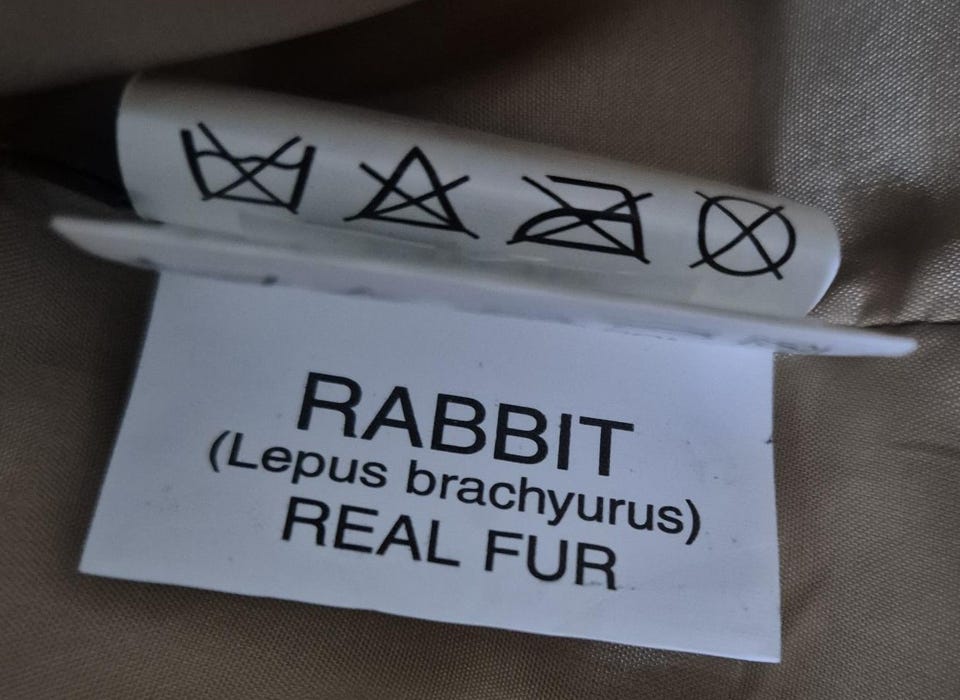 RABBIT
(Lepus brachyurus)
REAL FUR